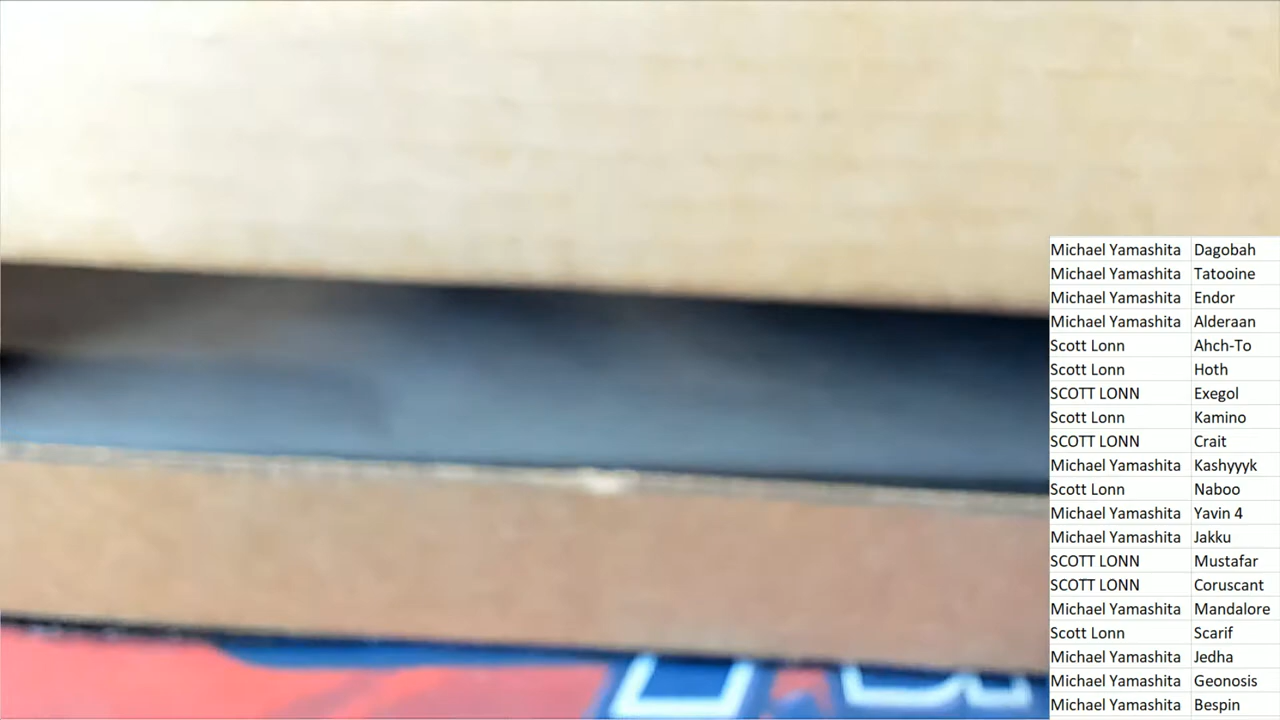 Michael Yamashita Dagobah
Michael Yamashita Tatooine
Michael Yamashita Endor
Michael Yamashita Alderaan
Scott Lonn Ahch-To
Scott Lonn Hoth
SCOTT LONN Exegol
Scott Lonn Kamino
SCOTT LONN Crait
Michael Yamashita Kashyyyk
Scott Lonn Naboo
Michael Yamashita Yavin 4
Michael Yamashita Jakku
SCOTT LONN Mustafar
SCOTT LONN Coruscant
Michael Yamashita Mandalore
Scott Lonn Scarif
Michael Yamashita Jedha
Michael Yamashita Geonosis
Michael Yamashita Bespin